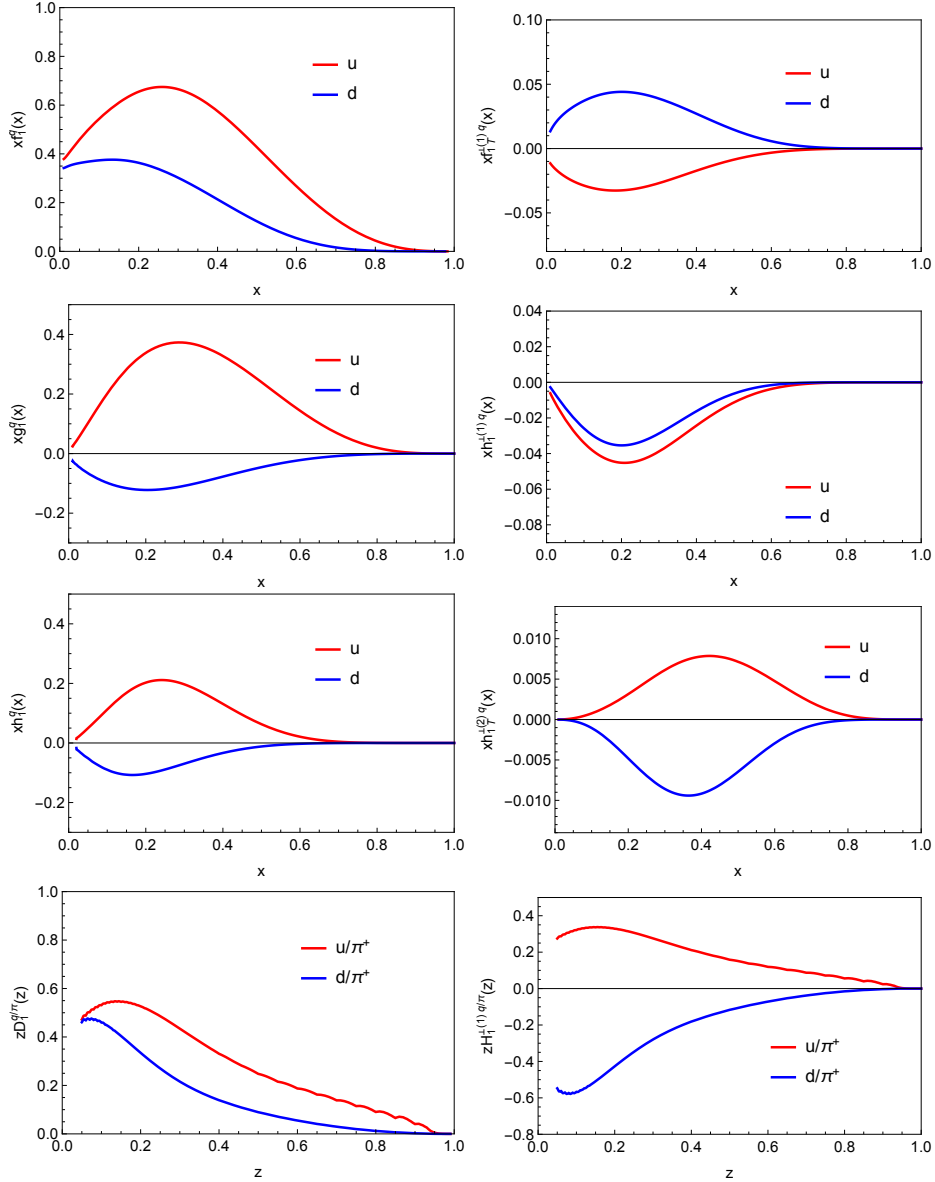 xf₁^q(x)
1.0
0.8
0.6
0.4
0.2
0.0
u
d
0.0 0.2 0.4 0.6 0.8 1.0
x
xf₁T^⊥(1) q(x)
0.10
0.05
0.00
−0.05
u
d
0.0 0.2 0.4 0.6 0.8 1.0
x
xg₁^q(x)
0.4
0.2
0.0
−0.2
u
d
0.0 0.2 0.4 0.6 0.8 1.0
x
xh₁^⊥(1) q(x)
0.04
0.02
0.00
−0.02
−0.04
−0.06
−0.08
u
d
0.0 0.2 0.4 0.6 0.8 1.0
x
xh₁^q(x)
0.4
0.2
0.0
−0.2
u
d
0.0 0.2 0.4 0.6 0.8 1.0
x
xh₁T^⊥(2) q(x)
0.010
0.005
0.000
−0.005
−0.010
u
d
0.0 0.2 0.4 0.6 0.8 1.0
x
zD₁^q/π(z)
1.0
0.8
0.6
0.4
0.2
0.0
u/π⁺
d/π⁺
0.0 0.2 0.4 0.6 0.8 1.0
z
zH₁^⊥(1) q/π(z)
0.4
0.2
0.0
−0.2
−0.4
−0.6
−0.8
u/π⁺
d/π⁺
0.0 0.2 0.4 0.6 0.8 1.0
z